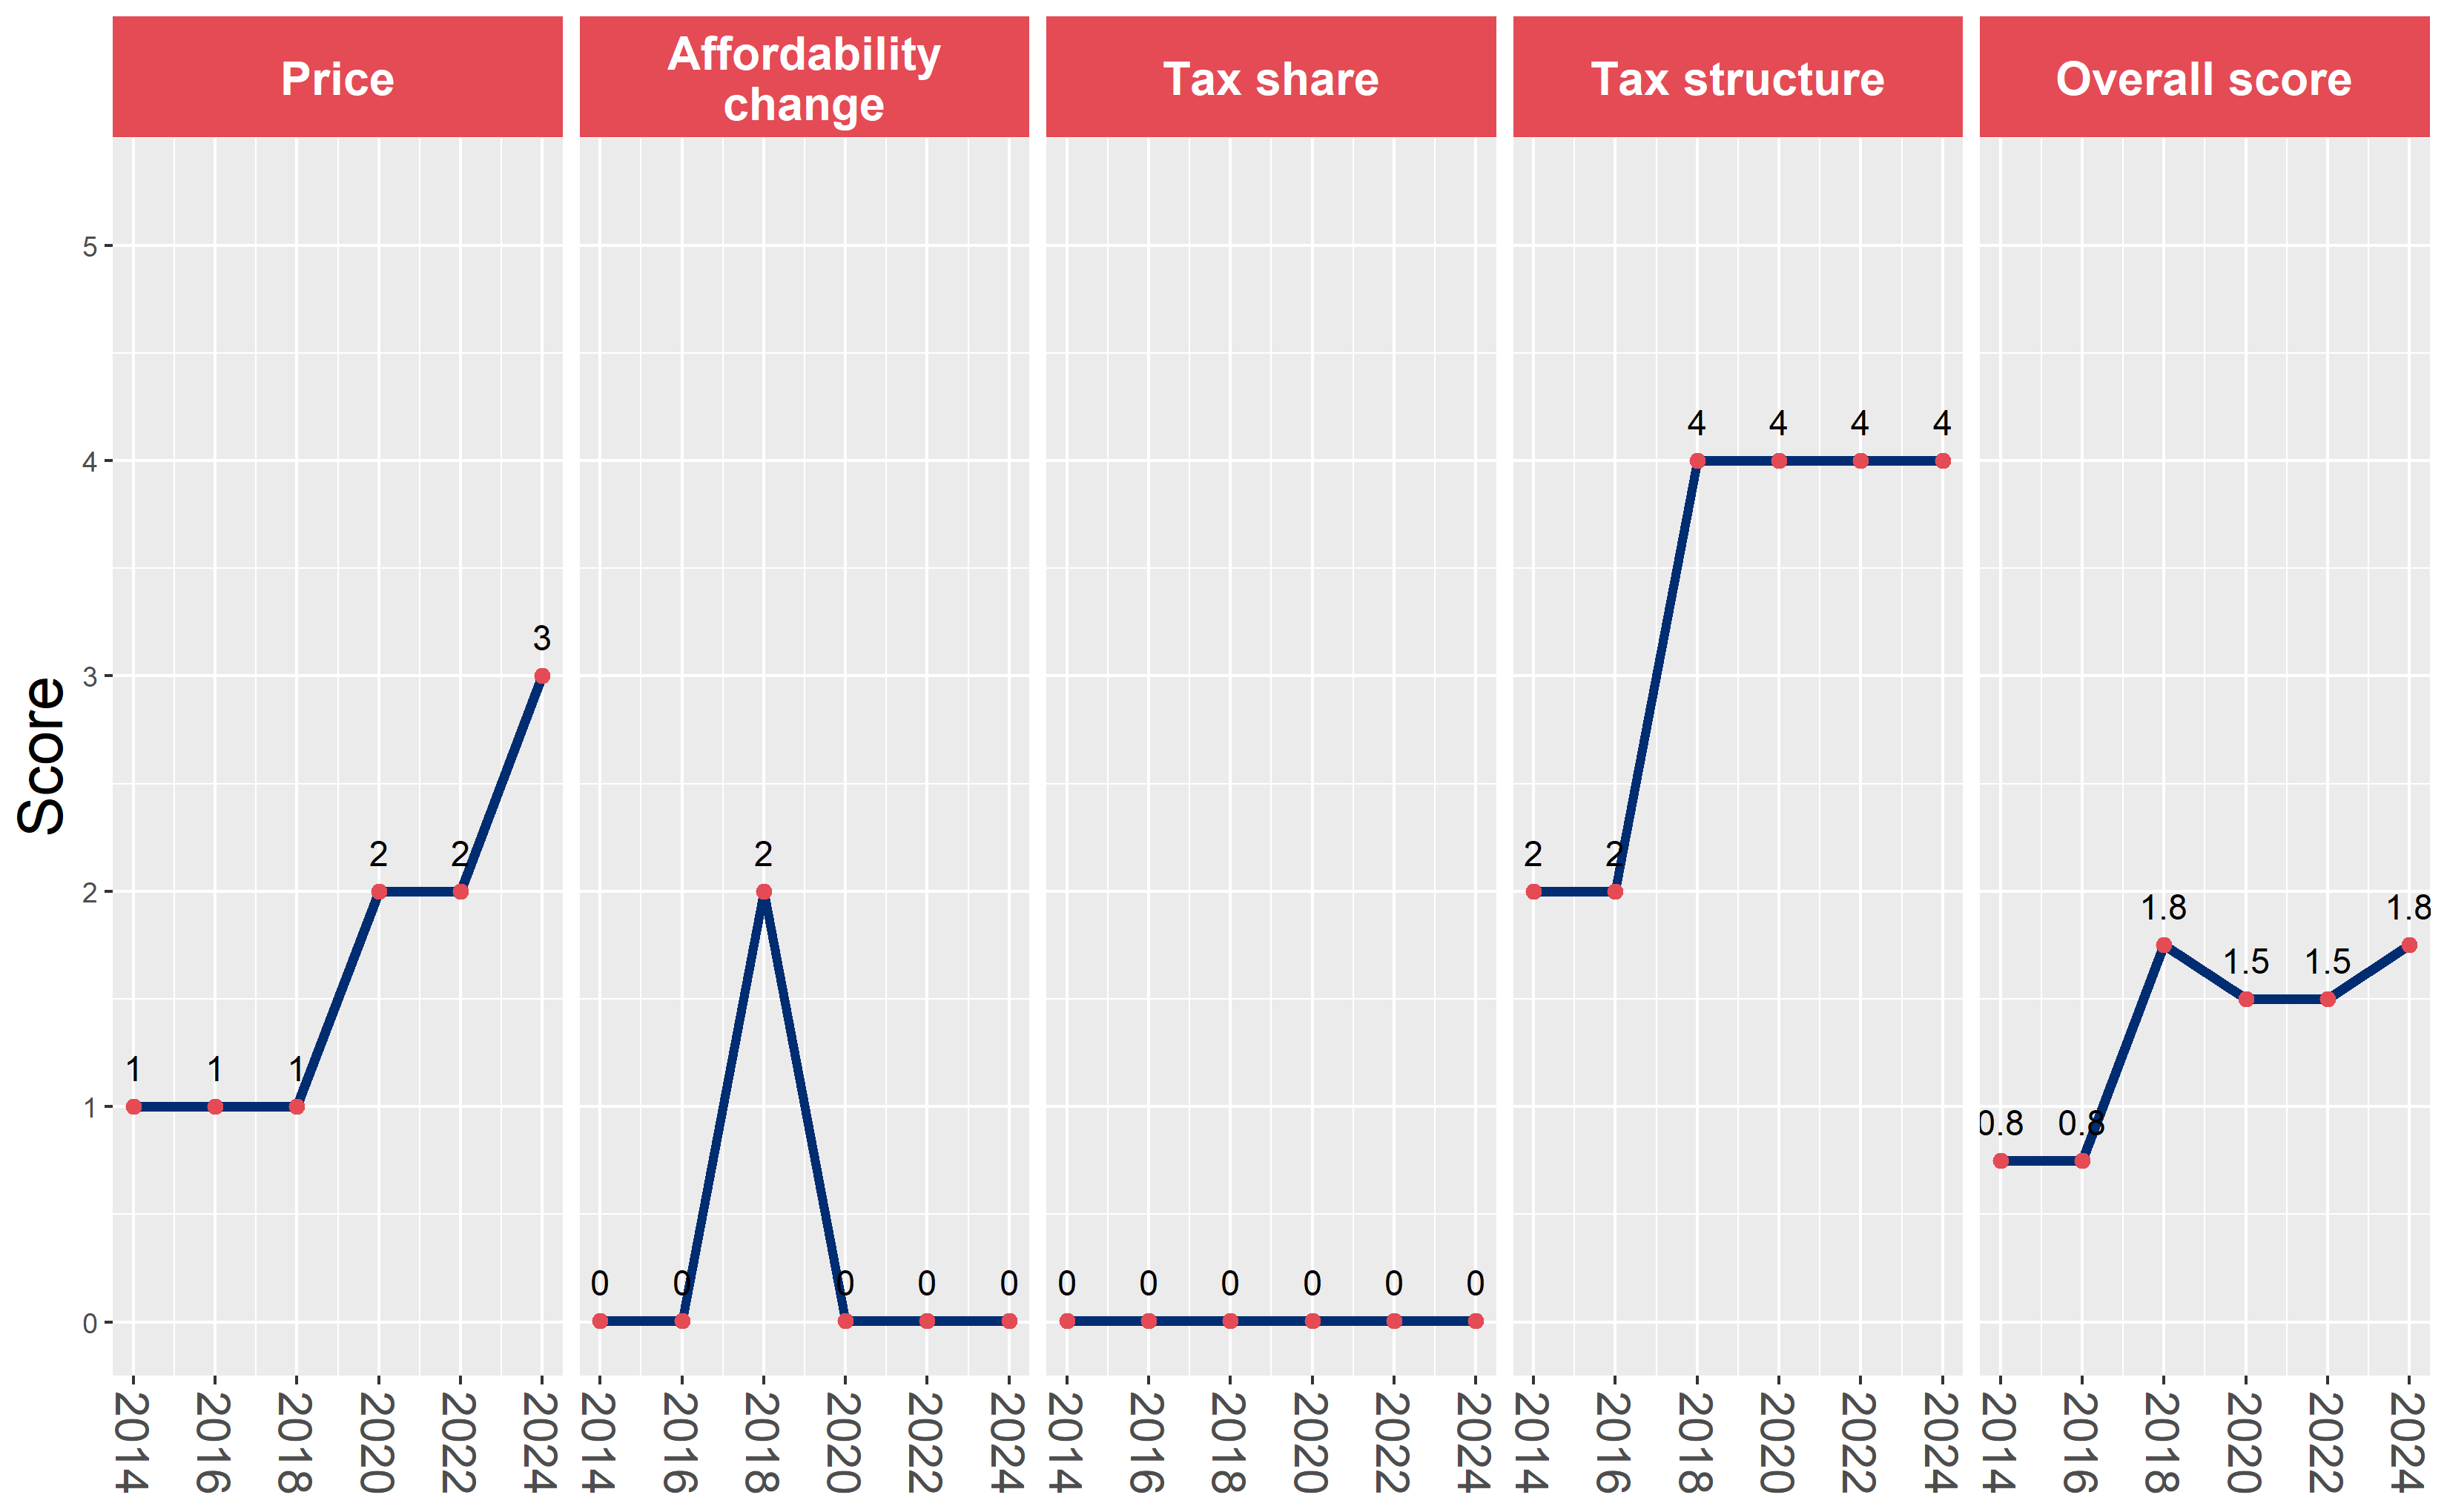 Price
Affordability
change
Tax share
Tax structure
Overall score
Score
5
4
3
2
1
0
1 1 1 2 2 3
0 0 2 0 0 0
0 0 0 0 0 0
2 2 4 4 4 4
0.8 0.8 1.8 1.5 1.5 1.8
2014 2016 2018 2020 2022 2024
2014 2016 2018 2020 2022 2024
2014 2016 2018 2020 2022 2024
2014 2016 2018 2020 2022 2024
2014 2016 2018 2020 2022 2024